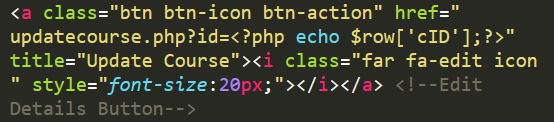 <a class="btn btn-icon btn-action" href="
updatecourse.php?id=<?php echo $row['cID'];?>"
title="Update Course"><i class="far fa-edit icon
" style="font-size:20px;"></i></a> <!--Edit
Details Button-->